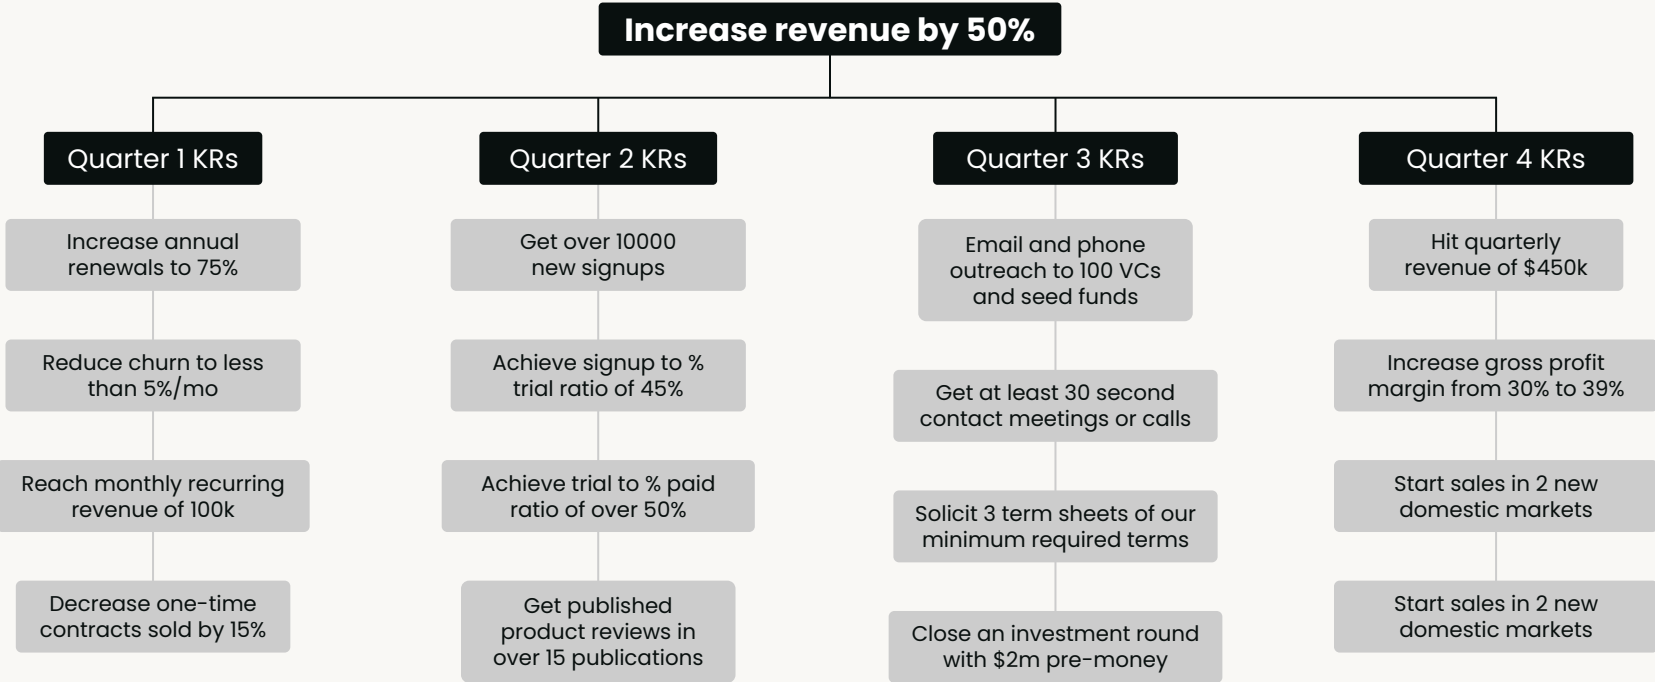 Increase revenue by 50%
Quarter 1 KRs
Increase annual
renewals to 75%
Reduce churn to less
than 5%/mo
Reach monthly recurring
revenue of 100k
Decrease one-time
contracts sold by 15%
Quarter 2 KRs
Get over 10000
new signups
Achieve signup to %
trial ratio of 45%
Achieve trial to % paid
ratio of over 50%
Get published
product reviews in
over 15 publications
Quarter 3 KRs
Email and phone
outreach to 100 VCs
and seed funds
Get at least 30 second
contact meetings or calls
Solicit 3 term sheets of our
minimum required terms
Close an investment round
with $2m pre-money
Quarter 4 KRs
Hit quarterly
revenue of $450k
Increase gross profit
margin from 30% to 39%
Start sales in 2 new
domestic markets
Start sales in 2 new
domestic markets